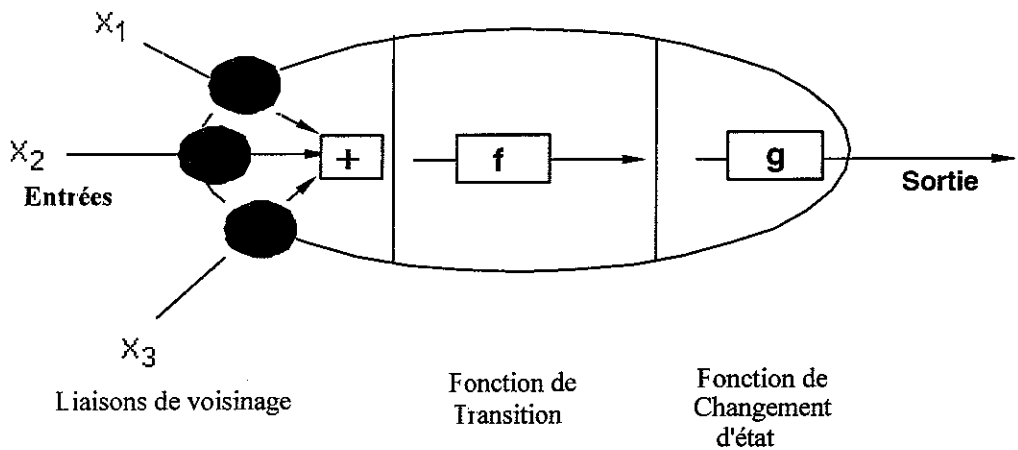 X1
X2
Entrées
+
f
g
Sortie
X3
Liaisons de voisinage
Fonction de
Transition
Fonction de
Changement
d'état